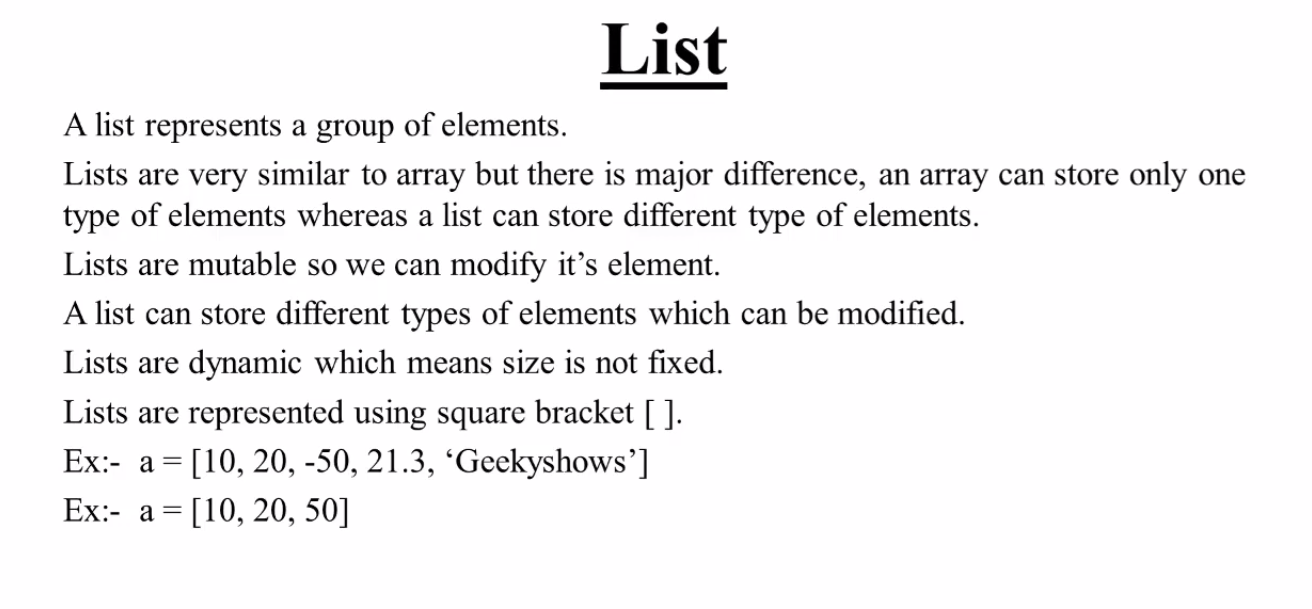 List
A list represents a group of elements.
Lists are very similar to array but there is major difference, an array can store only one
type of elements whereas a list can store different type of elements.
Lists are mutable so we can modify it’s element.
A list can store different types of elements which can be modified.
Lists are dynamic which means size is not fixed.
Lists are represented using square bracket [ ].
Ex:- a = [10, 20, -50, 21.3, ‘Geekyshows’]
Ex:- a = [10, 20, 50]